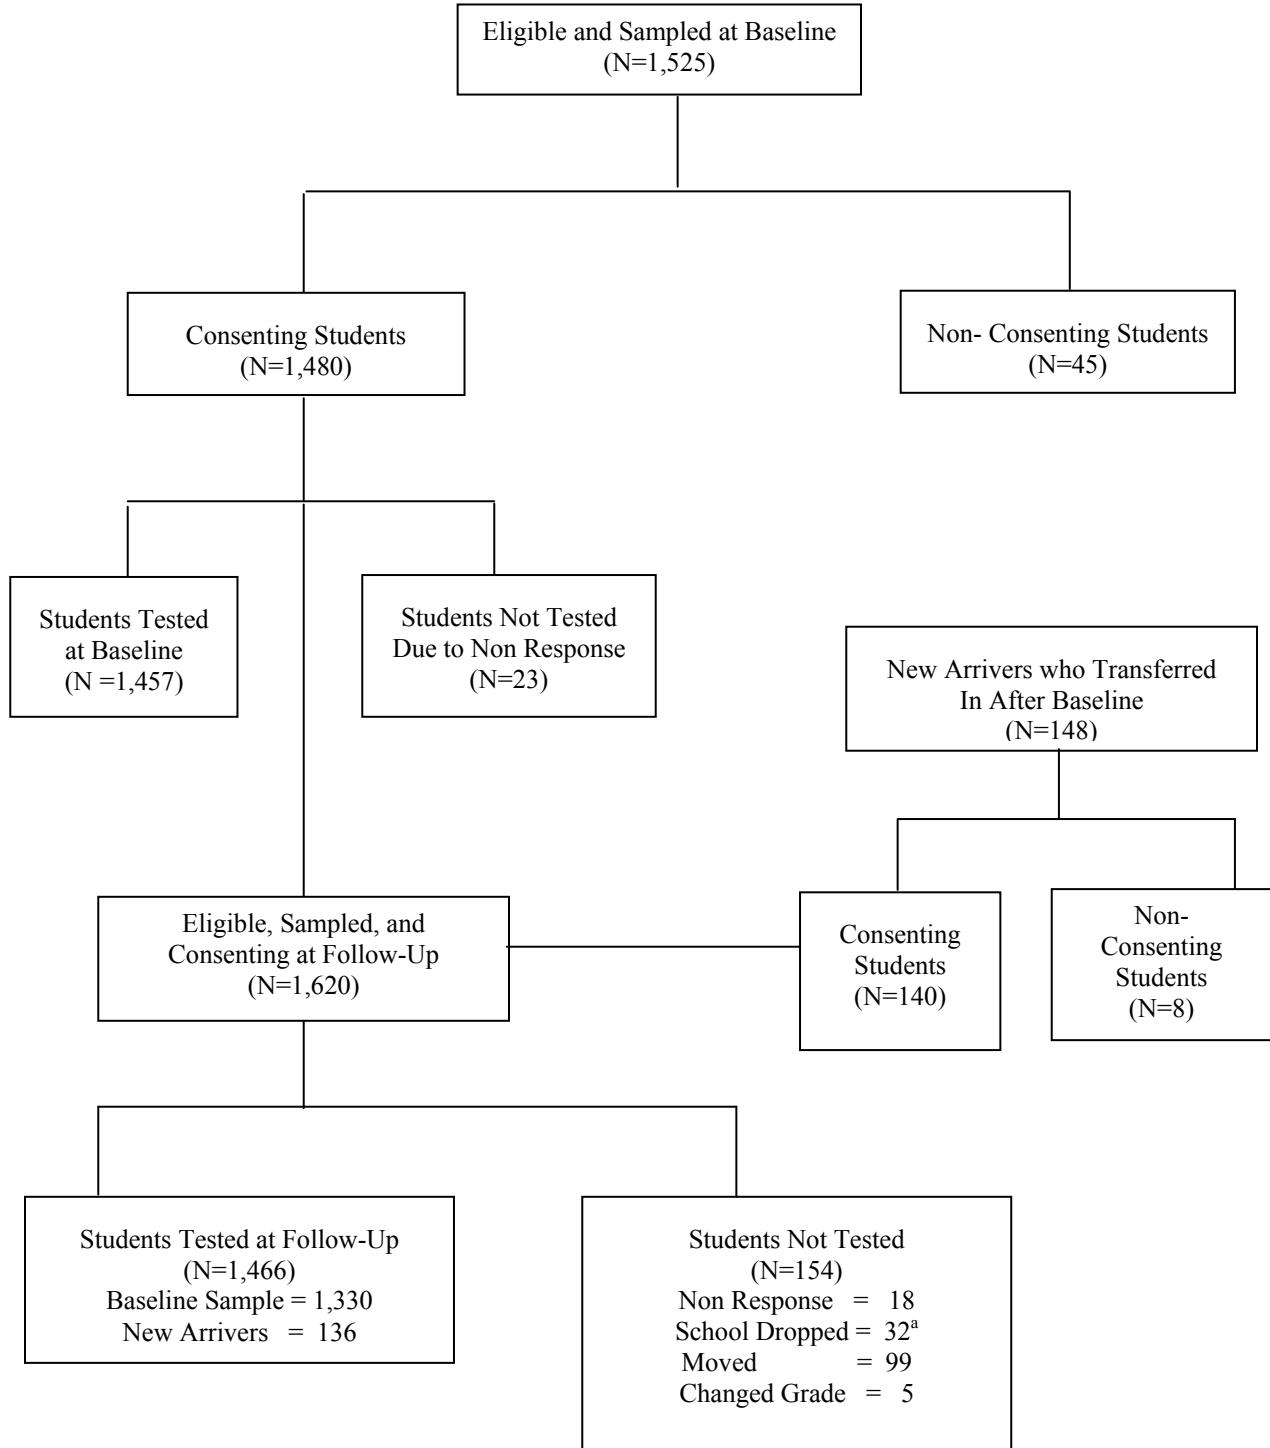 Eligible and Sampled at Baseline
(N=1,525)
Consenting Students
(N=1,480)
Non- Consenting Students
(N=45)
Students Tested
at Baseline
(N =1,457)
Students Not Tested
Due to Non Response
(N=23)
New Arrivers who Transferred
In After Baseline
(N=148)
Eligible, Sampled, and
Consenting at Follow-Up
(N=1,620)
Consenting
Students
(N=140)
Non-
Consenting
Students
(N=8)
Students Tested at Follow-Up
(N=1,466)
Baseline Sample = 1,330
New Arrivers = 136
Students Not Tested
(N=154)
Non Response = 18
School Dropped = 32ᵃ
Moved = 99
Changed Grade = 5